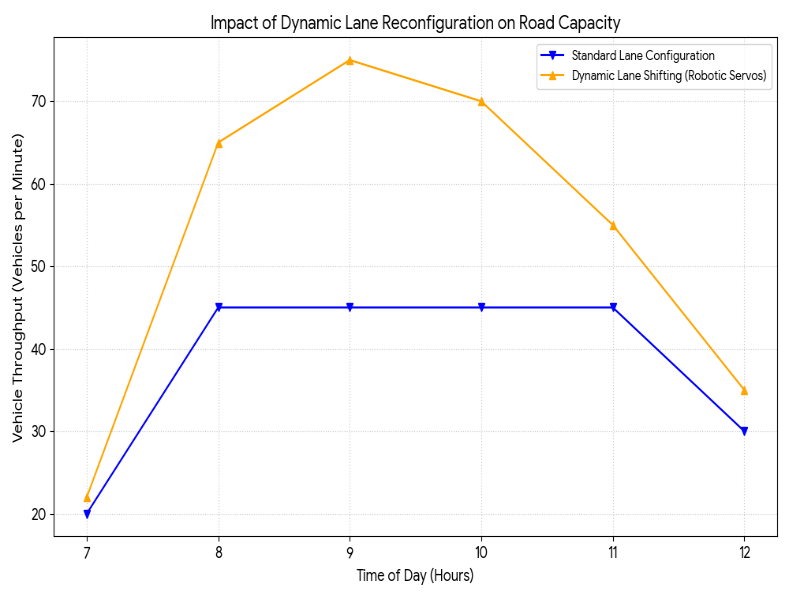 Impact of Dynamic Lane Reconfiguration on Road Capacity
Standard Lane Configuration
Dynamic Lane Shifting (Robotic Servos)
Vehicle Throughput (Vehicles per Minute)
70
60
50
40
30
20
7 8 9 10 11 12
Time of Day (Hours)